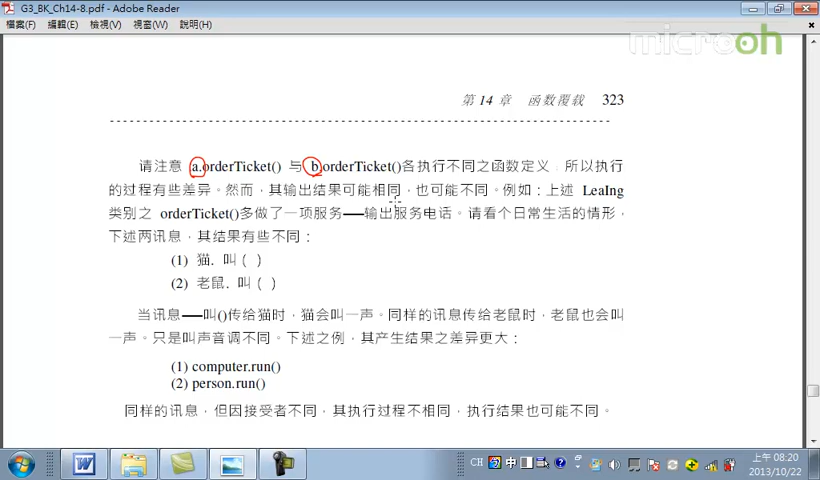 G3_BK_Ch14-8.pdf - Adobe Reader
檔案(F) 編輯(E) 檢視(V) 視窗(W) 說明(H)
microoh
第 14 章 函数覆载 323
请注意 a.orderTicket() 与 b.orderTicket()各执行不同之函数定义，所以执行
的过程有些差异。然而，其输出结果可能相同，也可能不同。例如：上述 LeaIng
类别之 orderTicket()多做了一项服务──输出服务电话。请看个日常生活的情形，
下述两讯息，其结果有些不同：
(1) 猫. 叫 ( )
(2) 老鼠. 叫 ( )
当讯息──叫()传给猫时，猫会叫一声。同样的讯息传给老鼠时，老鼠也会叫
一声。只是叫声音调不同。下述之例，其产生结果之差异更大：
(1) computer.run()
(2) person.run()
同样的讯息，但因接受者不同，其执行过程不相同，执行结果也可能不同。
CH 中
上午 08:20
2013/10/22